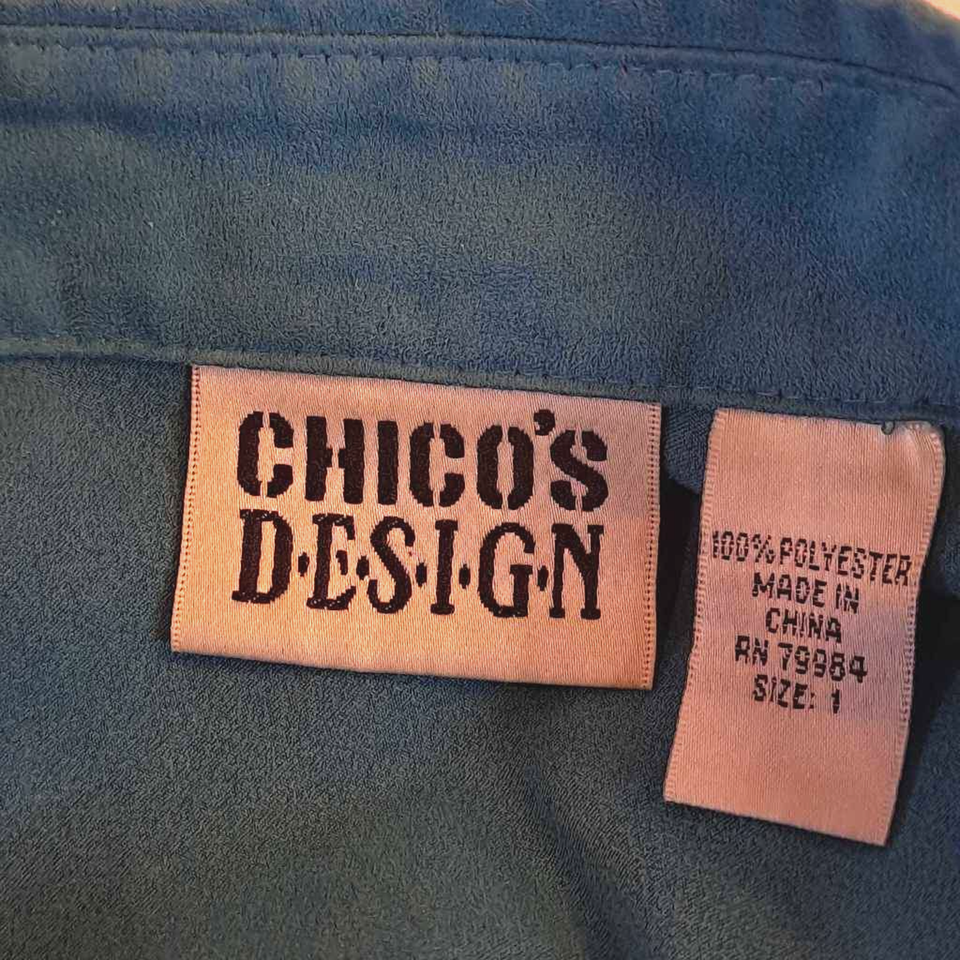 CHICO'S
D·E·S·I·G·N
100% POLYESTER
MADE IN
CHINA
RN 79984
SIZE: 1